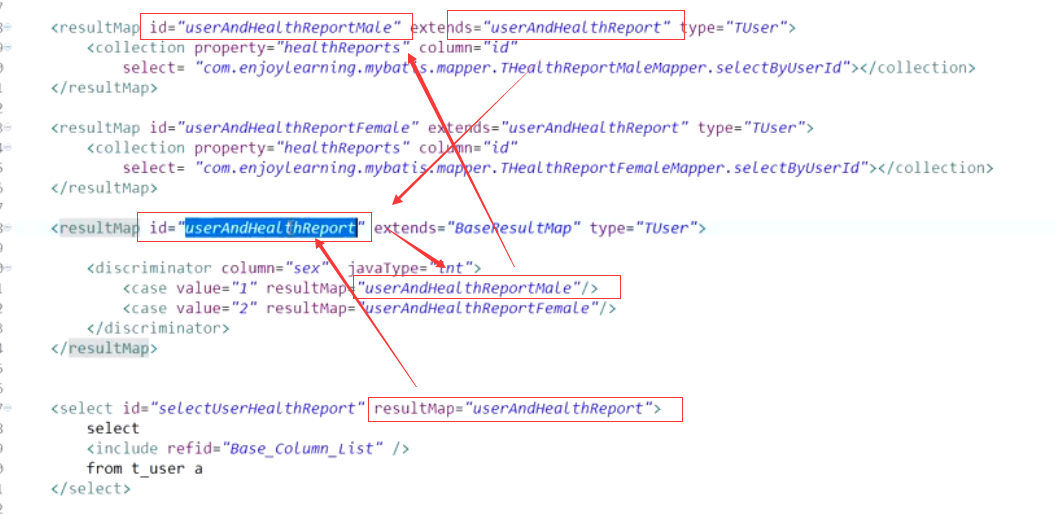 <resultMap id="userAndHealthReportMale" extends="userAndHealthReport" type="TUser">
<collection property="healthReports" column="id"
select= "com.enjoylearning.mybatis.mapper.THealthReportMaleMapper.selectByUserId"></collection>
</resultMap>
<resultMap id="userAndHealthReportFemale" extends="userAndHealthReport" type="TUser">
<collection property="healthReports" column="id"
select= "com.enjoylearning.mybatis.mapper.THealthReportFemaleMapper.selectByUserId"></collection>
</resultMap>
<resultMap id="userAndHealthReport" extends="BaseResultMap" type="TUser">
<discriminator column="sex" javaType="int">
<case value="1" resultMap="userAndHealthReportMale"/>
<case value="2" resultMap="userAndHealthReportFemale"/>
</discriminator>
</resultMap>
<select id="selectUserHealthReport" resultMap="userAndHealthReport">
select
<include refid="Base_Column_List" />
from t_user a
</select>